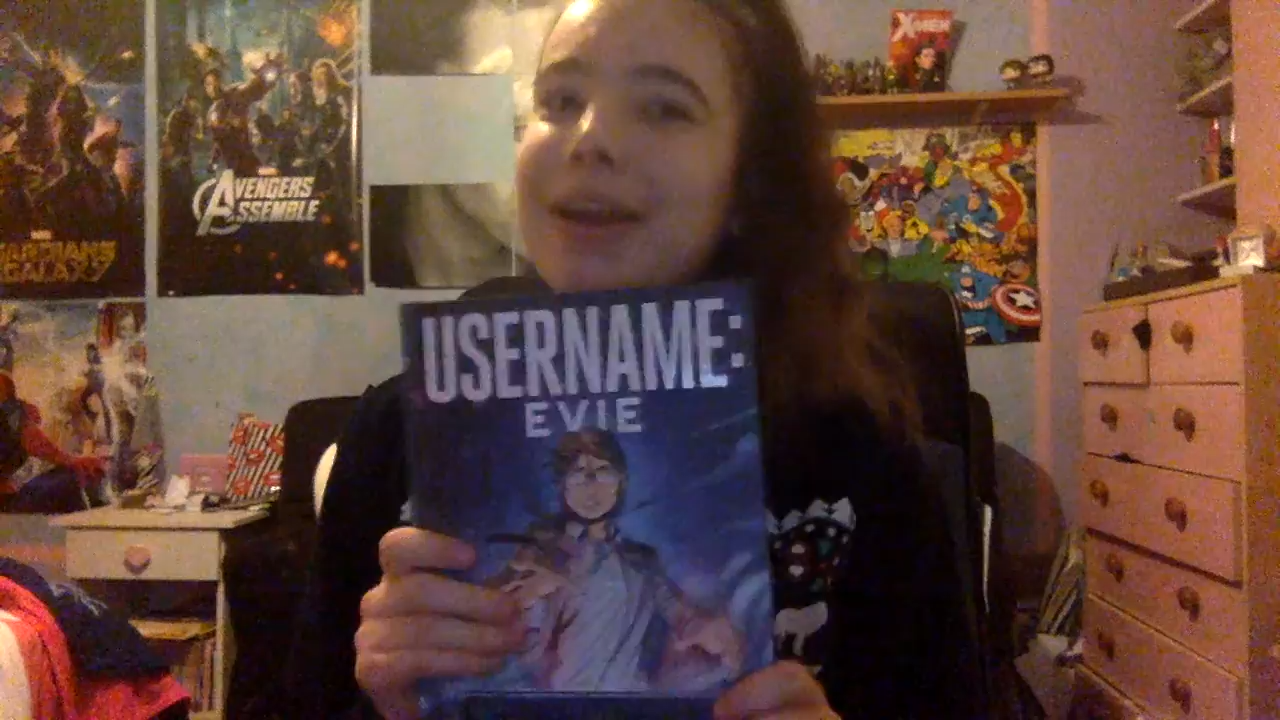 X-MEN
AVENGERS
ASSEMBLE
GUARDIANS
GALAXY
USERNAME:
EVIE